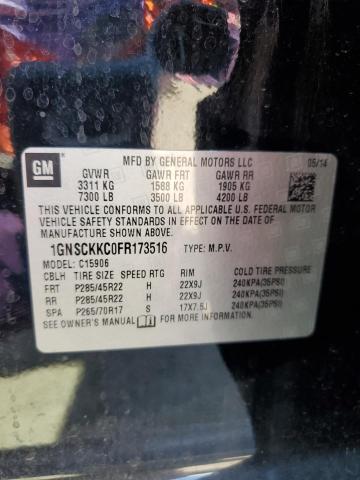 GM
MFD BY GENERAL MOTORS LLC 05/14
GVWR GAWR FRT GAWR RR
3311 KG 1588 KG 1905 KG
7300 LB 3500 LB 4200 LB
THIS VEHICLE CONFORMS TO ALL APPLICABLE U.S. FEDERAL MOTOR
VEHICLE SAFETY STANDARDS IN EFFECT ON THE DATE OF
MANUFACTURE SHOWN ABOVE.
1GNSCKKC0FR173516 TYPE: M.P.V.
MODEL: C15906
CBLH TIRE SIZE SPEED RTG RIM COLD TIRE PRESSURE
FRT P285/45R22 H 22X9J 240KPA(35PSI)
RR P285/45R22 H 22X9J 240KPA(35PSI)
SPA P265/70R17 S 17X7.5J 240KPA(35PSI)
SEE OWNER'S MANUAL FOR MORE INFORMATION.